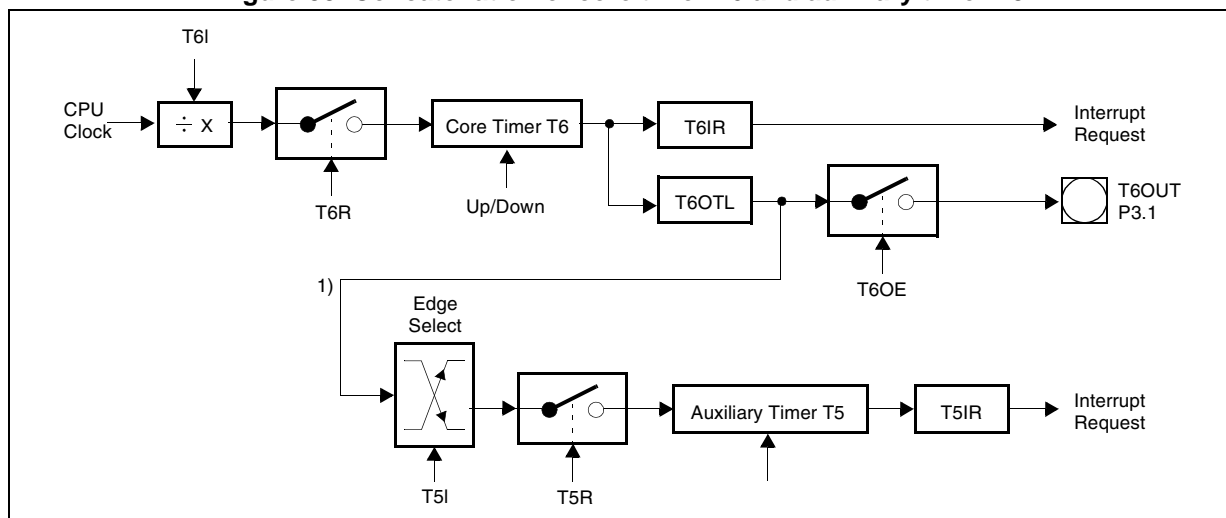 T6I
CPU
Clock
÷ X
T6R
Core Timer T6
Up/Down
T6IR
Interrupt
Request
T6OTL
T6OE
T6OUT
P3.1
1)
Edge
Select
T5I
T5R
Auxiliary Timer T5
T5IR
Interrupt
Request